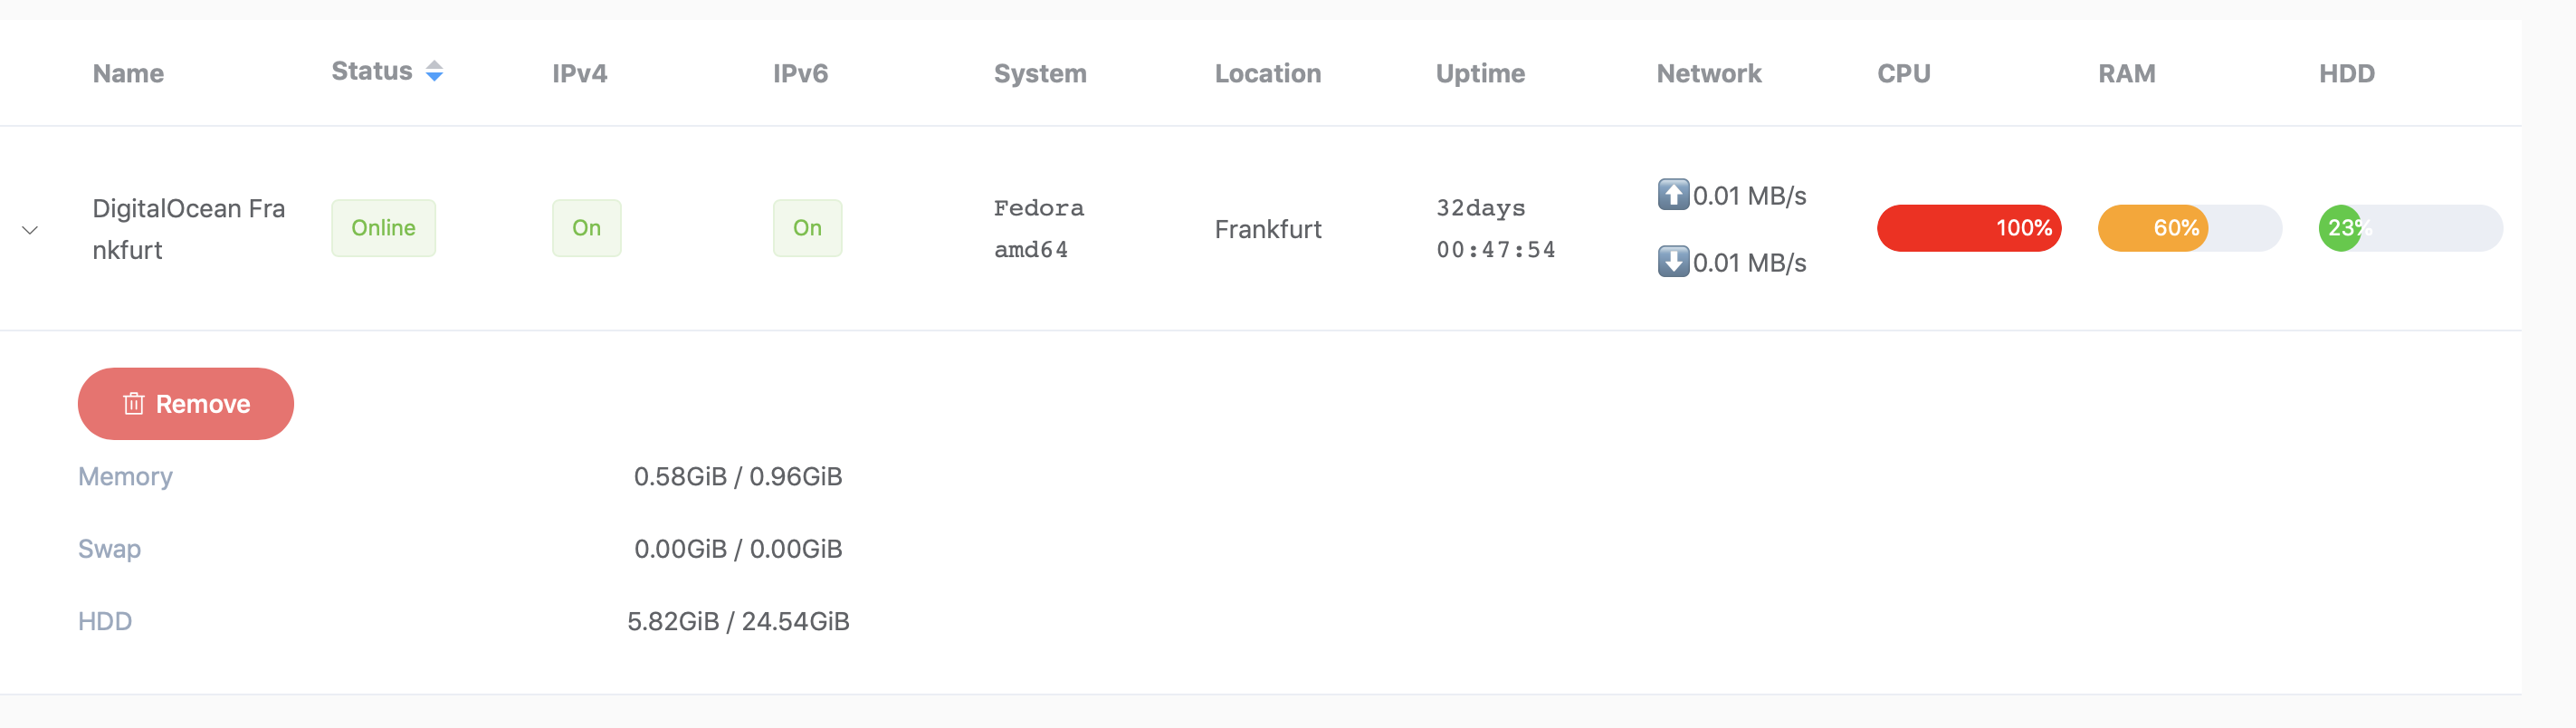 Name Status IPv4 IPv6 System Location Uptime Network CPU RAM HDD
DigitalOcean Fra
nkfurt
Online
On
On
Fedora
amd64
Frankfurt
32days
00:47:54
0.01 MB/s
0.01 MB/s
100%
60%
23%
Remove
Memory 0.58GiB / 0.96GiB
Swap 0.00GiB / 0.00GiB
HDD 5.82GiB / 24.54GiB